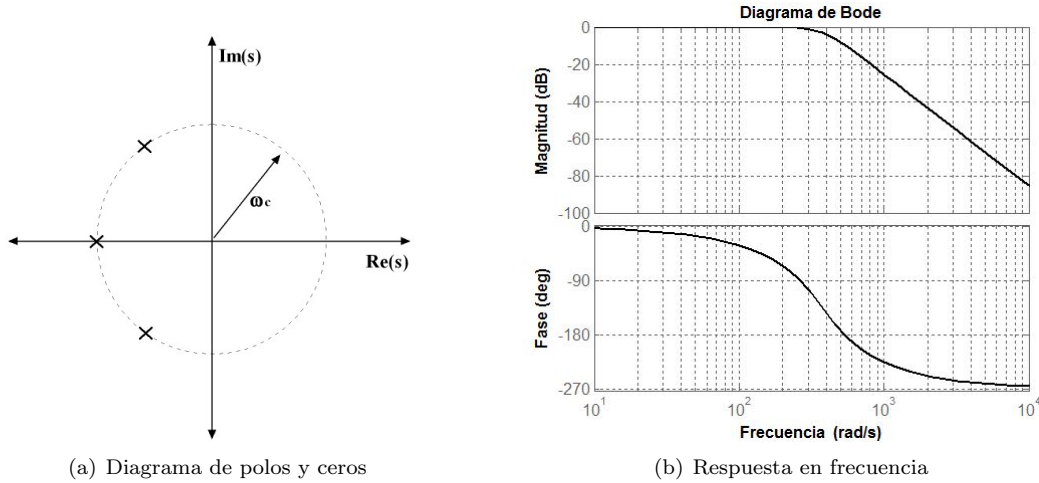 Im(s)
ωc
Re(s)
(a) Diagrama de polos y ceros
Diagrama de Bode
Magnitud (dB)
0
-20
-40
-60
-80
-100
Fase (deg)
0
-90
-180
-270
10^1
10^2
10^3
10^4
Frecuencia (rad/s)
(b) Respuesta en frecuencia